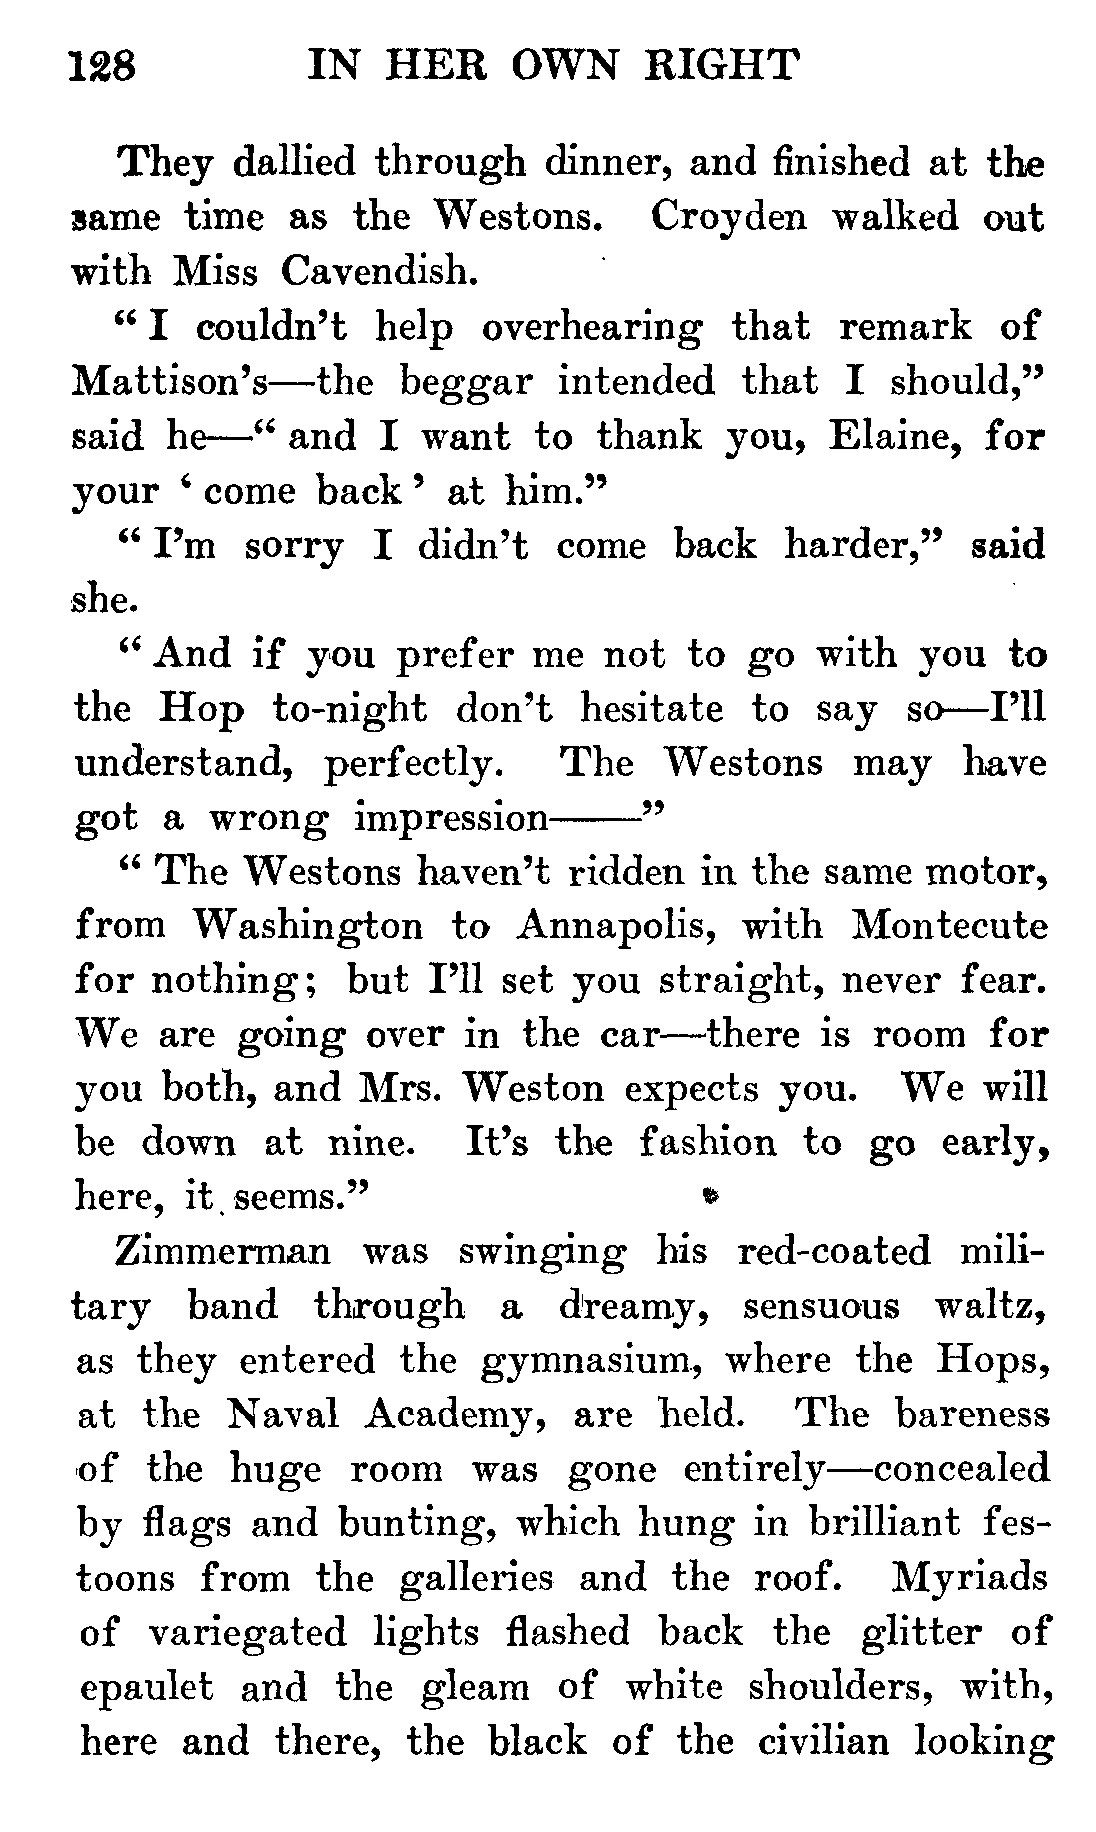 128 IN HER OWN RIGHT
They dallied through dinner, and finished at the
same time as the Westons. Croyden walked out
with Miss Cavendish.
“ I couldn’t help overhearing that remark of
Mattison’s—the beggar intended that I should,”
said he—“ and I want to thank you, Elaine, for
your ‘ come back ’ at him.”
“ I’m sorry I didn’t come back harder,” said
she.
“ And if you prefer me not to go with you to
the Hop to-night don’t hesitate to say so—I’ll
understand, perfectly. The Westons may have
got a wrong impression——”
“ The Westons haven’t ridden in the same motor,
from Washington to Annapolis, with Montecute
for nothing; but I’ll set you straight, never fear.
We are going over in the car—there is room for
you both, and Mrs. Weston expects you. We will
be down at nine. It’s the fashion to go early,
here, it seems.”
Zimmerman was swinging his red-coated mili-
tary band through a dreamy, sensuous waltz,
as they entered the gymnasium, where the Hops,
at the Naval Academy, are held. The bareness
of the huge room was gone entirely—concealed
by flags and bunting, which hung in brilliant fes-
toons from the galleries and the roof. Myriads
of variegated lights flashed back the glitter of
epaulet and the gleam of white shoulders, with,
here and there, the black of the civilian looking